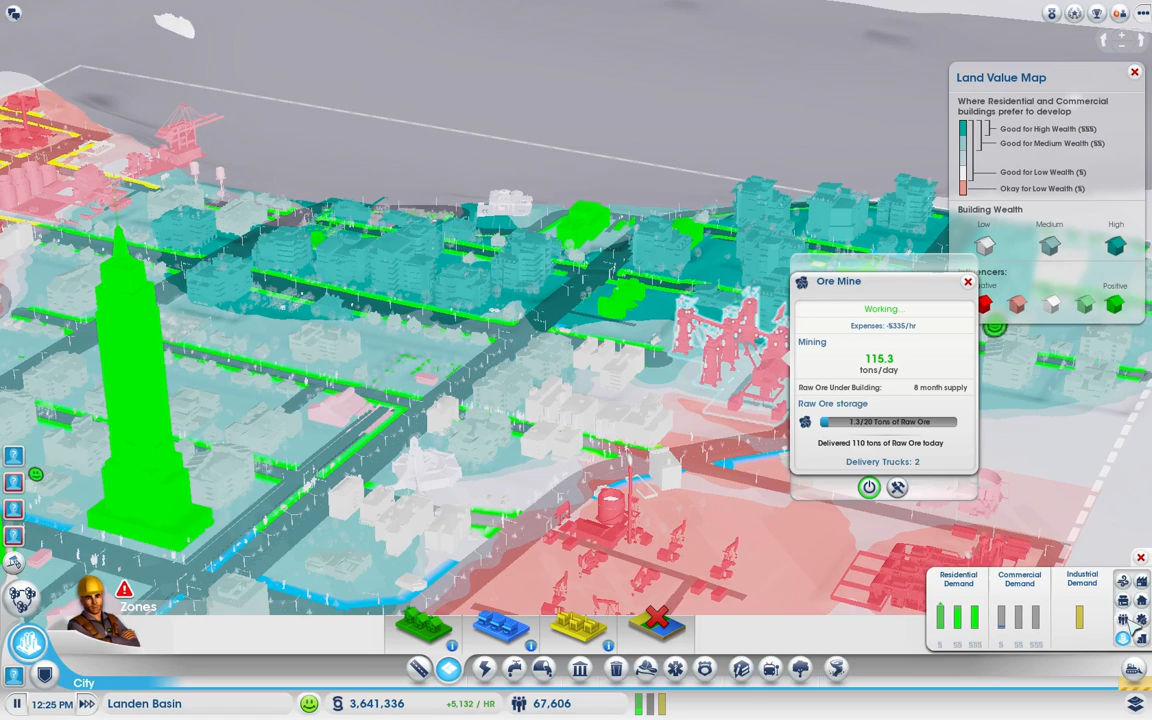 Land Value Map
Where Residential and Commercial
buildings prefer to develop
Good for High Wealth (§§§)
Good for Medium Wealth (§§)
Good for Low Wealth (§)
Okay for Low Wealth (§)
Building Wealth
Low Medium High
Positive
Ore Mine
Working...
Expenses: -§335/hr
Mining
115.3
tons/day
Raw Ore Under Building: 8 month supply
Raw Ore storage
1.3/20 Tons of Raw Ore
Delivered 110 tons of Raw Ore today
Delivery Trucks: 2
Residential
Demand
Commercial
Demand
Industrial
Demand
§ §§ §§§ § §§ §§§
Zones
City
12:25 PM Landen Basin 3,641,336 +5,132 / HR 67,606